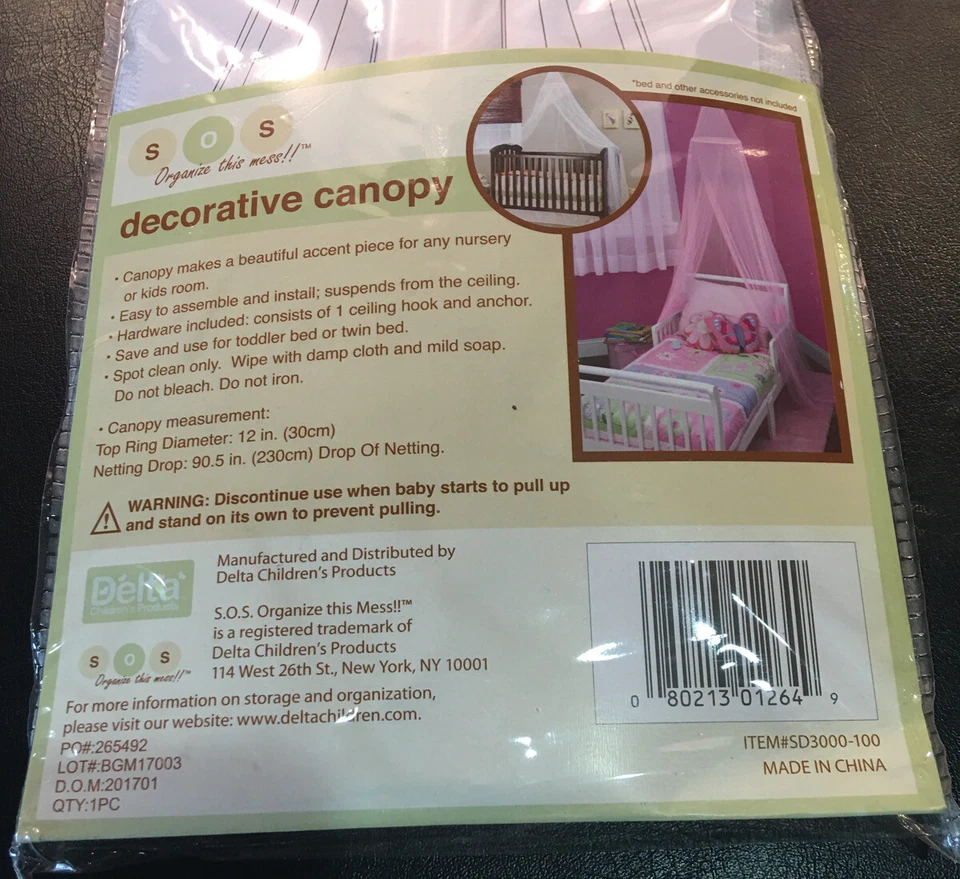 *bed and other accessories not included
S O S
Organize this mess!!™
decorative canopy
• Canopy makes a beautiful accent piece for any nursery
or kids room.
• Easy to assemble and install; suspends from the ceiling.
• Hardware included: consists of 1 ceiling hook and anchor.
• Save and use for toddler bed or twin bed.
• Spot clean only. Wipe with damp cloth and mild soap.
Do not bleach. Do not iron.
• Canopy measurement:
Top Ring Diameter: 12 in. (30cm)
Netting Drop: 90.5 in. (230cm) Drop Of Netting.
WARNING: Discontinue use when baby starts to pull up
and stand on its own to prevent pulling.
Delta
Children's Products
Manufactured and Distributed by
Delta Children's Products
S.O.S. Organize this Mess!!™
is a registered trademark of
Delta Children's Products
114 West 26th St., New York, NY 10001
S O S
Organize this mess!!™
For more information on storage and organization,
please visit our website: www.deltachildren.com.
PO#:265492
LOT#:BGM17003
D.O.M:201701
QTY:1PC
0 80213 01264 9
ITEM#SD3000-100
MADE IN CHINA